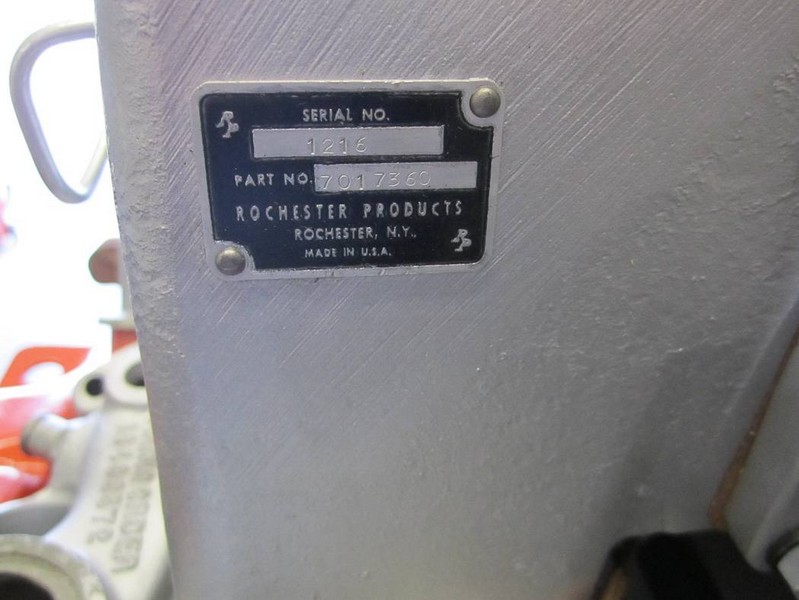 SERIAL NO.
1216
PART NO. 7017360
ROCHESTER PRODUCTS
ROCHESTER, N.Y.
MADE IN U.S.A.